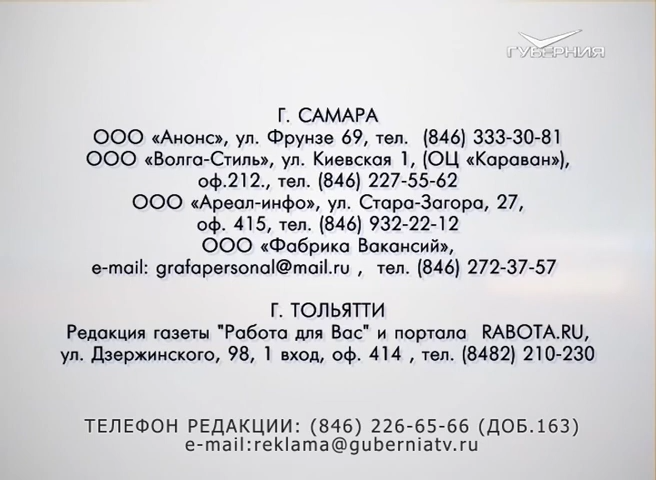 ГУБЕРНИЯ
Г. САМАРА
ООО «Анонс», ул. Фрунзе 69, тел. (846) 333-30-81
ООО «Волга-Стиль», ул. Киевская 1, (ОЦ «Караван»),
оф.212., тел. (846) 227-55-62
ООО «Ареал-инфо», ул. Стара-Загора, 27,
оф. 415, тел. (846) 932-22-12
ООО «Фабрика Вакансий»,
e-mail: grafapersonal@mail.ru , тел. (846) 272-37-57
Г. ТОЛЬЯТТИ
Редакция газеты "Работа для Вас" и портала RABOTA.RU,
ул. Дзержинского, 98, 1 вход, оф. 414 , тел. (8482) 210-230
ТЕЛЕФОН РЕДАКЦИИ: (846) 226-65-66 (ДОБ.163)
e-mail:reklama@guberniatv.ru